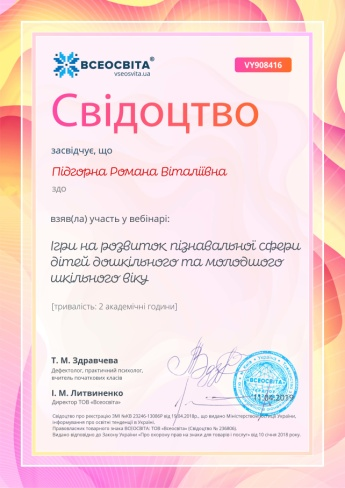 ВСЕОСВІТА®
vseosvita.ua
VY908416
Свідоцтво
засвідчує, що
Підгорна Романа Віталіївна
ЗДО
взяв(ла) участь у вебінарі:
Ігри на розвиток пізнавальної сфери
дітей дошкільного та молодшого
шкільного віку
[тривалість: 2 академічні години]
Т. М. Здравчева
Дефектолог, практичний психолог,
вчитель початкових класів
І. М. Литвиненко
Директор ТОВ «Всеосвіта»
ВСЕОСВІТА
11.04.2019
Свідоцтво про реєстрацію ЗМІ №КВ 23246-13086Р від 19.04.2018р., що видано Міністерством юстиції України,
інформування про освітні тенденції в Україні.
Правовласник товарного знака ВСЕОСВІТА: ТОВ «Всеосвіта» (Свідоцтво № 236836).
Видано відповідно до Закону України «Про охорону прав на знаки для товарів і послуг» від 10 січня 2018 року.